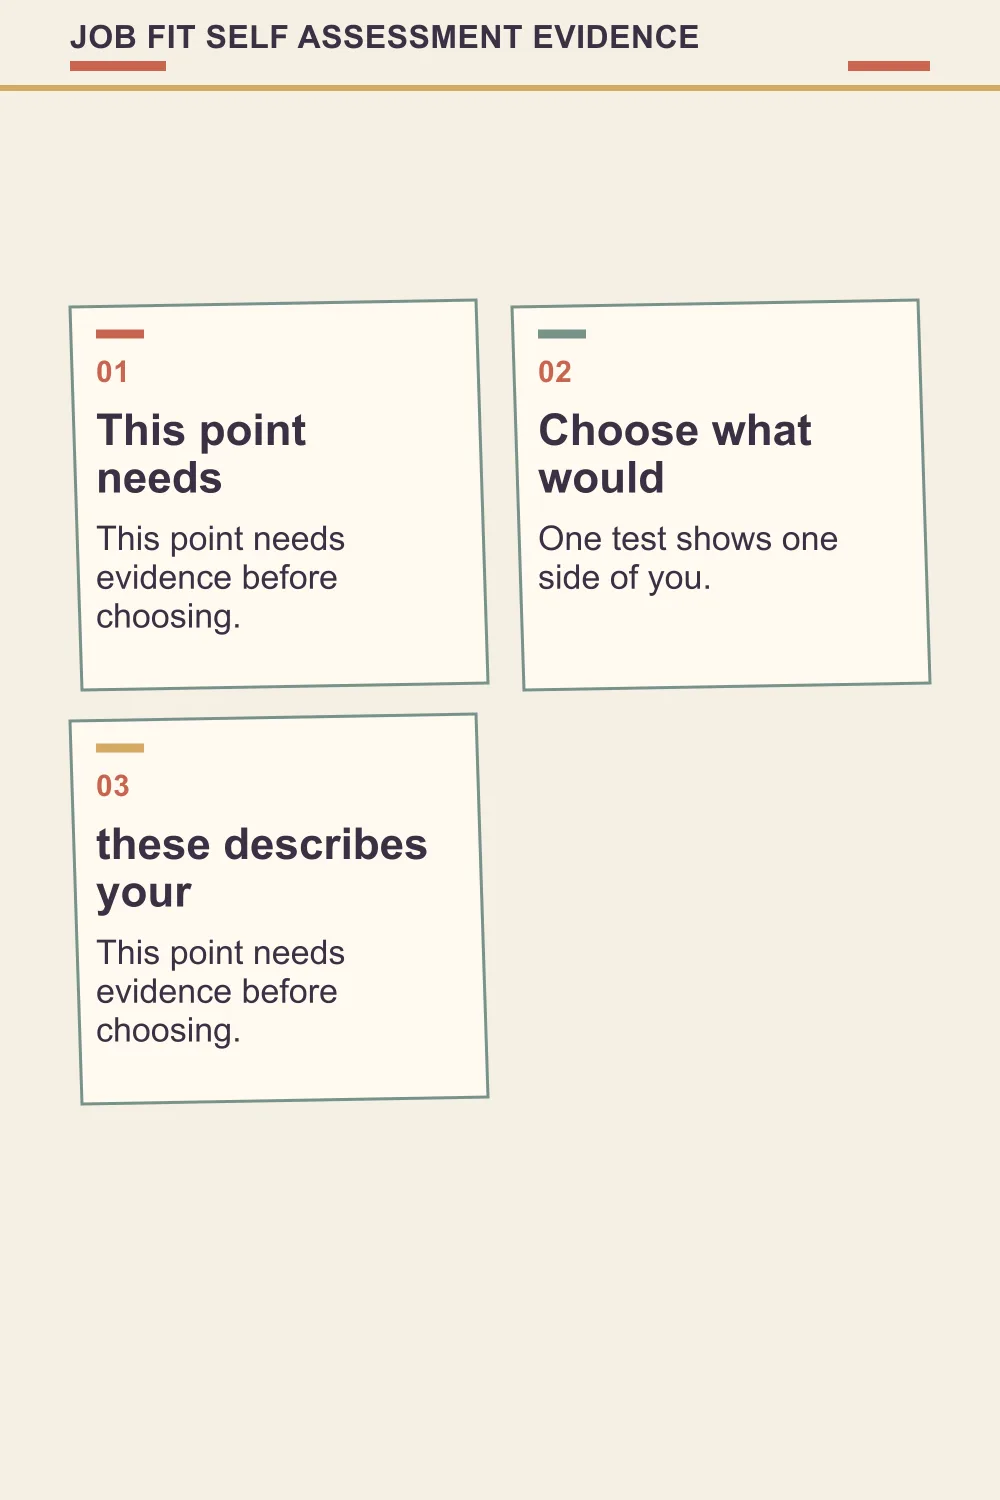 JOB FIT SELF ASSESSMENT EVIDENCE
01
This point
needs
This point needs
evidence before
choosing.
02
Choose what
would
One test shows one
side of you.
03
these describes
your
This point needs
evidence before
choosing.